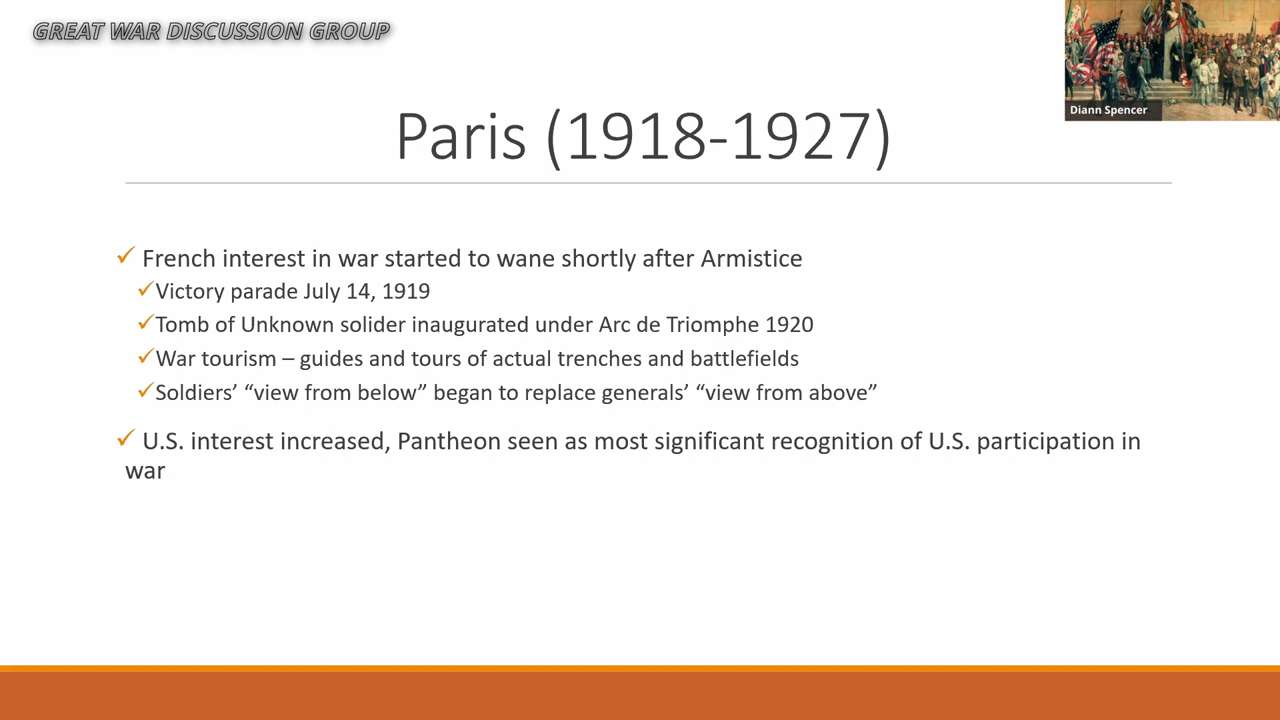 GREAT WAR DISCUSSION GROUP
Diann Spencer
Paris (1918-1927)
✓ French interest in war started to wane shortly after Armistice
✓Victory parade July 14, 1919
✓Tomb of Unknown solider inaugurated under Arc de Triomphe 1920
✓War tourism – guides and tours of actual trenches and battlefields
✓Soldiers’ “view from below” began to replace generals’ “view from above”
✓ U.S. interest increased, Pantheon seen as most significant recognition of U.S. participation in
war